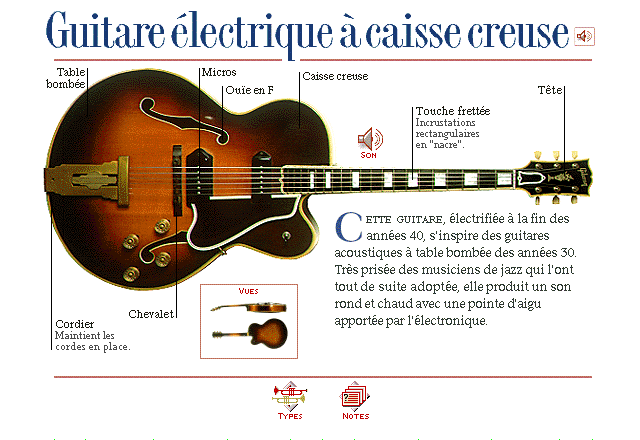 Guitare électrique à caisse creuse
Table
bombée
Micros
Ouïe en F
Caisse creuse
Tête
Touche frettée
Incrustations
rectangulaires
en "nacre".
Son
Cette guitare, électrifiée à la fin des
années 40, s'inspire des guitares
acoustiques à table bombée des années 30.
Très prisée des musiciens de jazz qui l'ont
tout de suite adoptée, elle produit un son
rond et chaud avec une pointe d'aigu
apportée par l'électronique.
Vues
Chevalet
Cordier
Maintient les
cordes en place.
Types
Notes